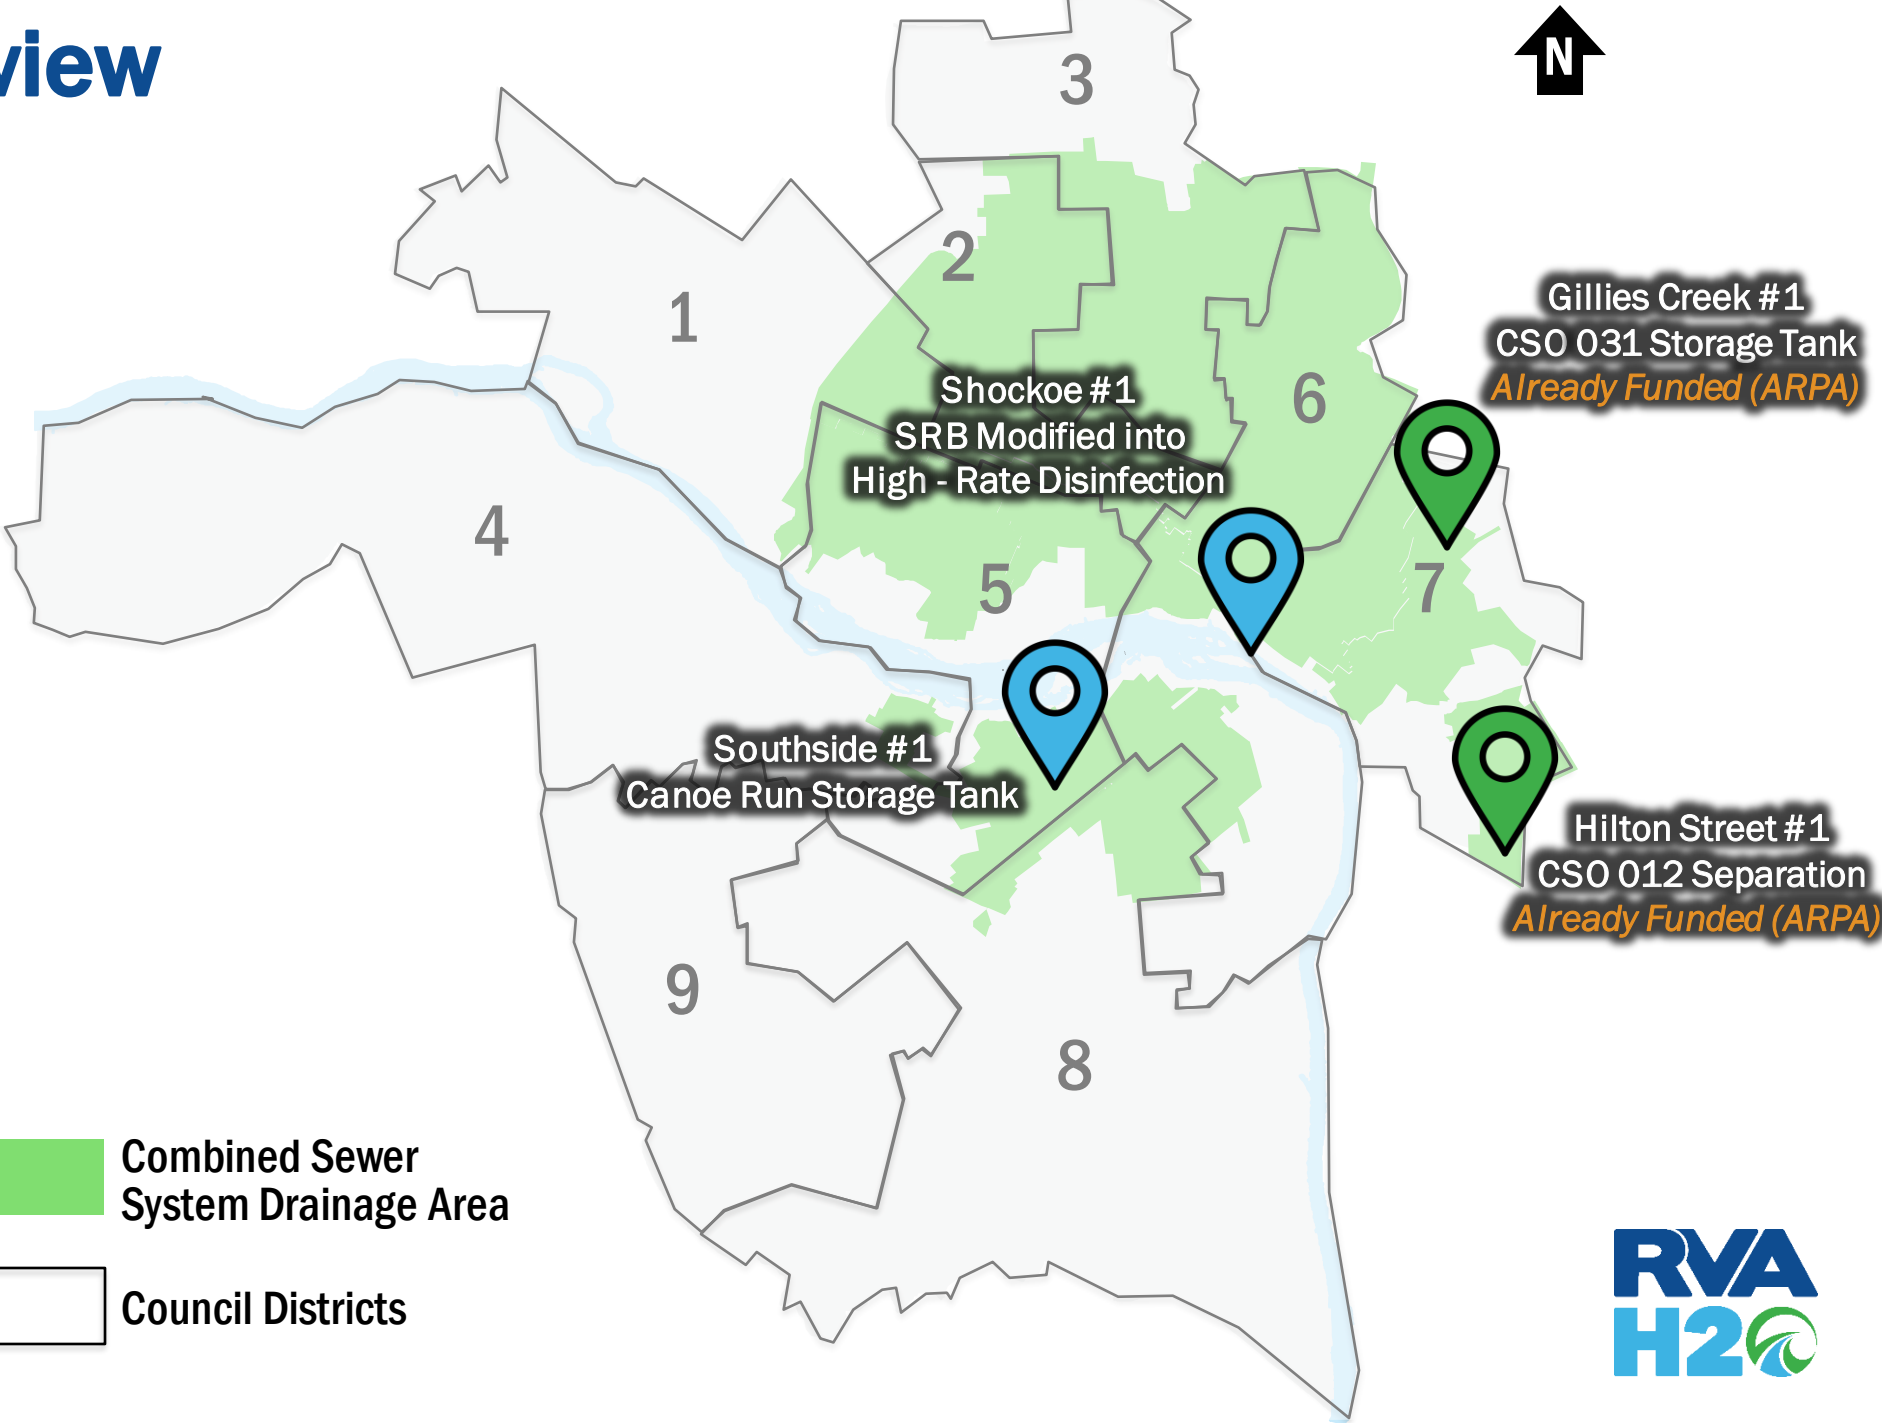 view
N
3
2
1
Gillies Creek #1
CSO 031 Storage Tank
Already Funded (ARPA)
6
Shockoe #1
SRB Modified into
High - Rate Disinfection
4
5
7
Southside #1
Canoe Run Storage Tank
Hilton Street #1
CSO 012 Separation
Already Funded (ARPA)
9
8
Combined Sewer
System Drainage Area
Council Districts
RVA
H2O